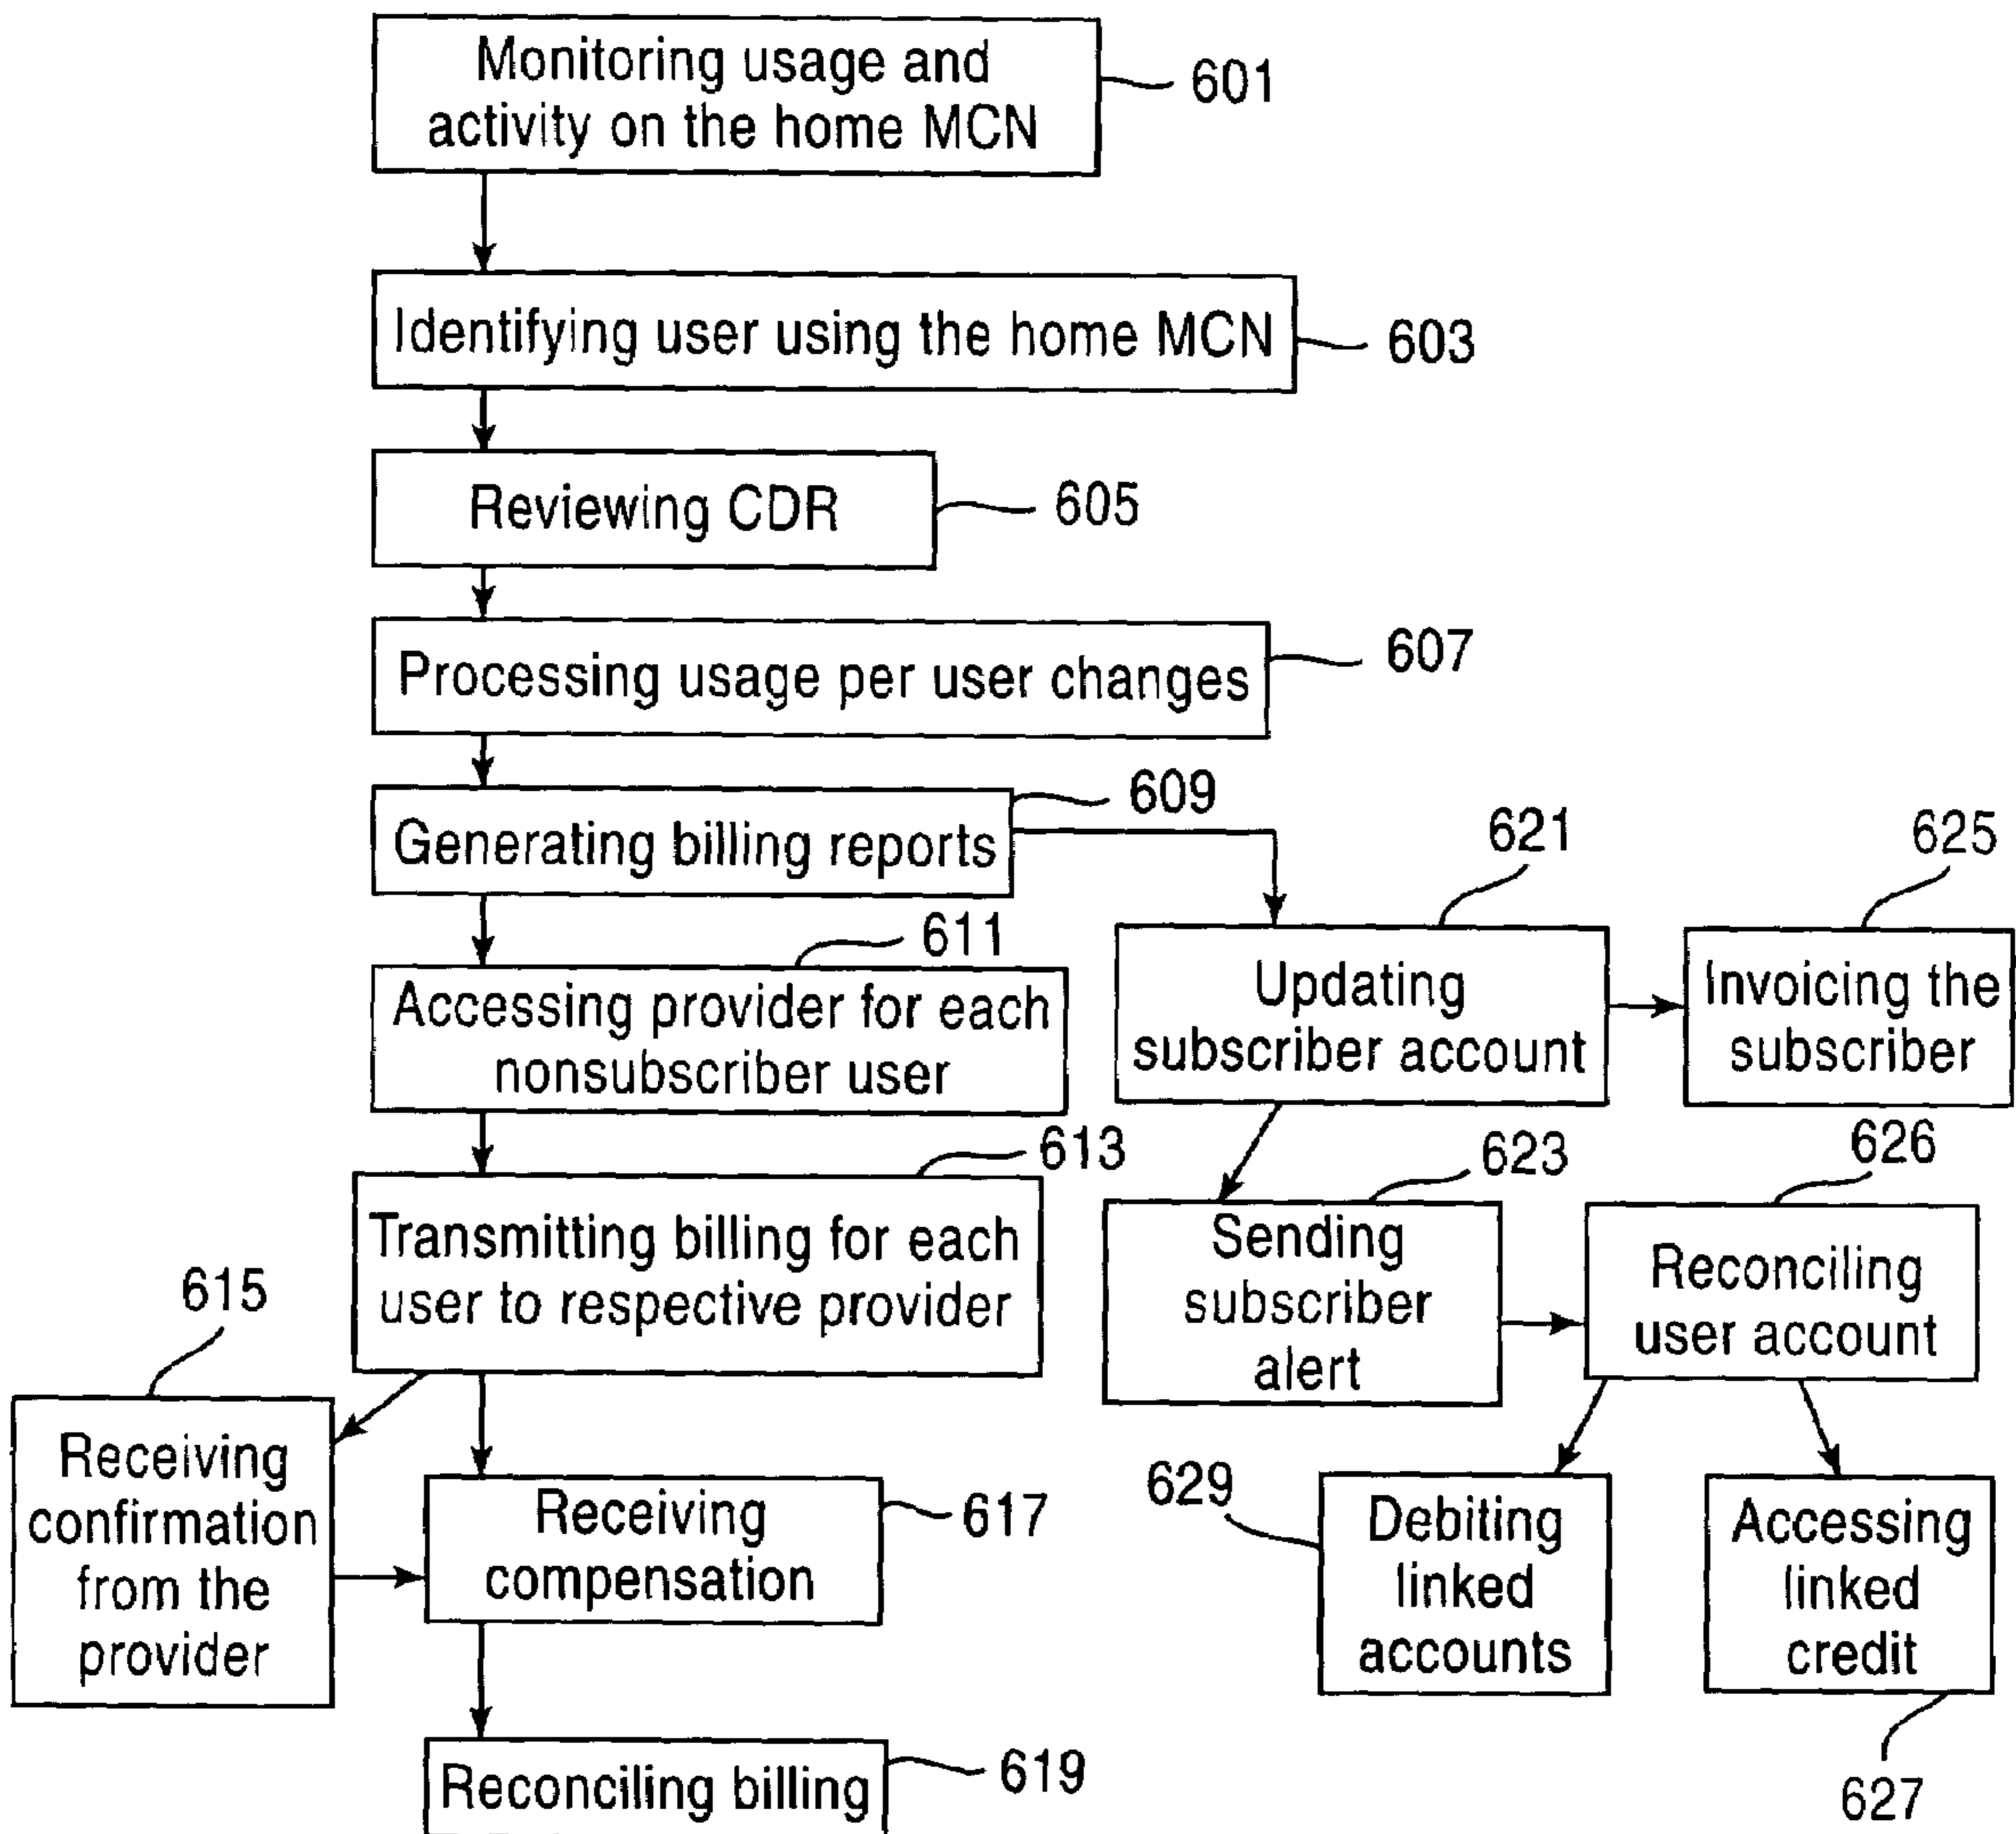 Monitoring usage and
activity on the home MCN
601
Identifying user using the home MCN
603
Reviewing CDR
605
Processing usage per user changes
607
Generating billing reports
609
Accessing provider for each
nonsubscriber user
611
Transmitting billing for each
user to respective provider
613
615
Receiving
confirmation
from the
provider
Receiving
compensation
617
Reconciling billing
619
621
Updating
subscriber account
625
Invoicing the
subscriber
623
Sending
subscriber
alert
626
Reconciling
user account
629
Debiting
linked
accounts
Accessing
linked
credit
627